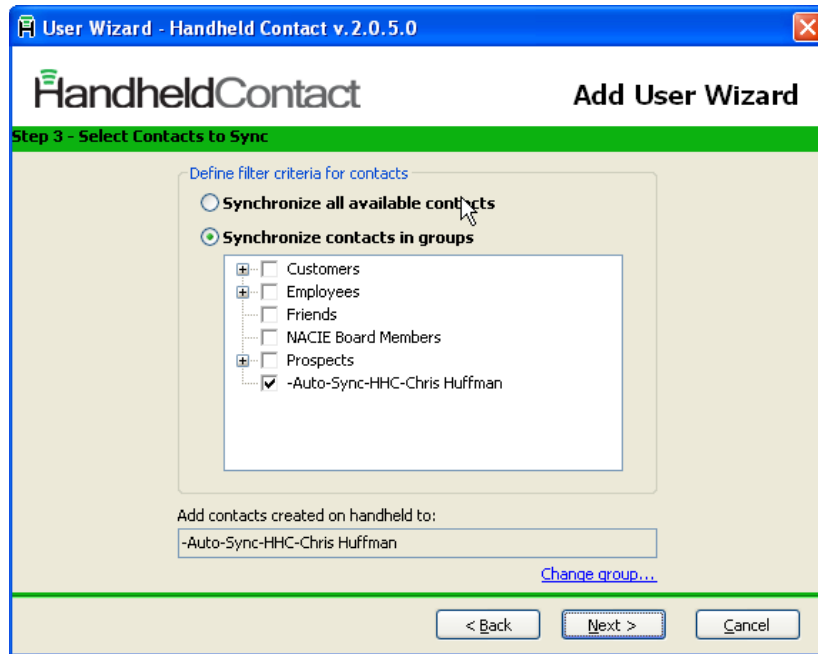 User Wizard - Handheld Contact v.2.0.5.0
HandheldContact
Add User Wizard
Step 3 - Select Contacts to Sync
Define filter criteria for contacts
Synchronize all available contacts
Synchronize contacts in groups
Customers
Employees
Friends
NACIE Board Members
Prospects
-Auto-Sync-HHC-Chris Huffman
Add contacts created on handheld to:
-Auto-Sync-HHC-Chris Huffman
Change group...
< Back Next > Cancel